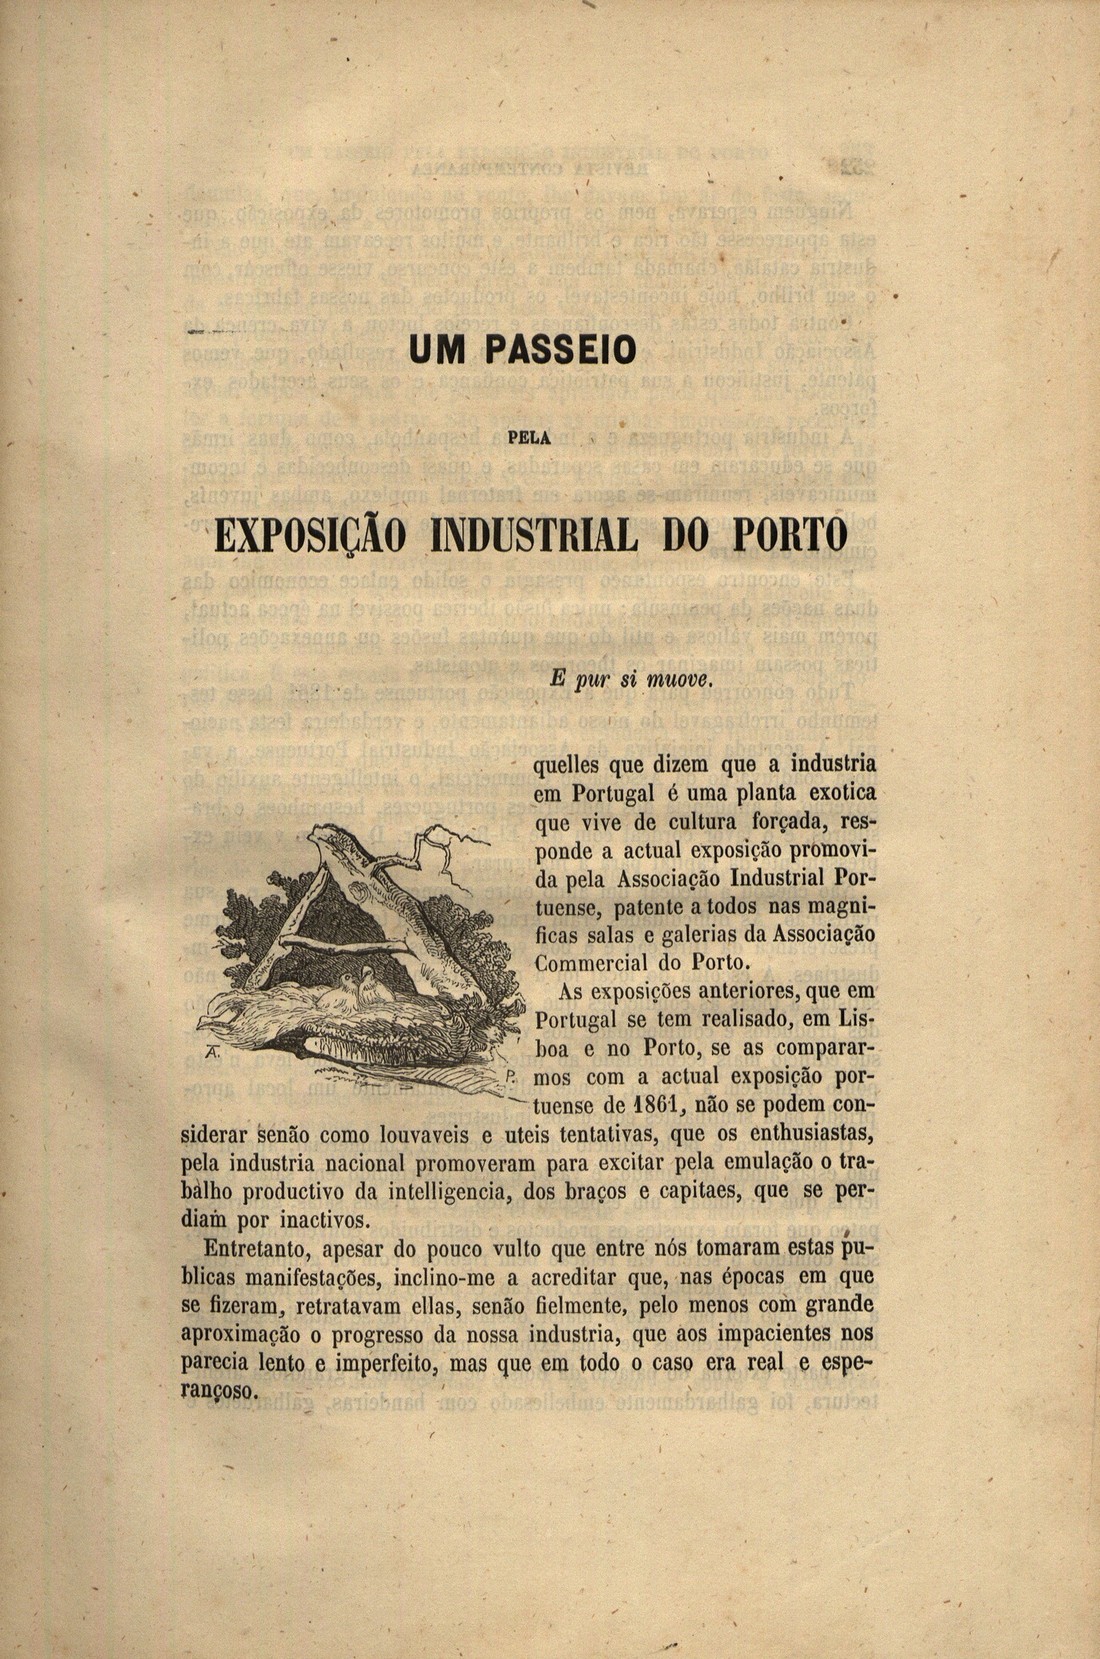 UM PASSEIO
PELA
EXPOSIÇÃO INDUSTRIAL DO PORTO
E pur si muove.
Aquelles que dizem que a industria
em Portugal é uma planta exotica
que vive de cultura forçada, res-
ponde a actual exposição promovi-
da pela Associação Industrial Por-
tuense, patente a todos nas magni-
ficas salas e galerias da Associação
Commercial do Porto.
As exposições anteriores, que em
Portugal se tem realisado, em Lis-
boa e no Porto, se as comparar-
mos com a actual exposição por-
tuense de 1861, não se podem con-
siderar senão como louvaveis e uteis tentativas, que os enthusiastas,
pela industria nacional promoveram para excitar pela emulação o tra-
balho productivo da intelligencia, dos braços e capitaes, que se per-
diam por inactivos.
Entretanto, apesar do pouco vulto que entre nós tomaram estas pu-
blicas manifestações, inclino-me a acreditar que, nas épocas em que
se fizeram, retratavam ellas, senão fielmente, pelo menos com grande
aproximação o progresso da nossa industria, que aos impacientes nos
parecia lento e imperfeito, mas que em todo o caso era real e espe-
rançoso.